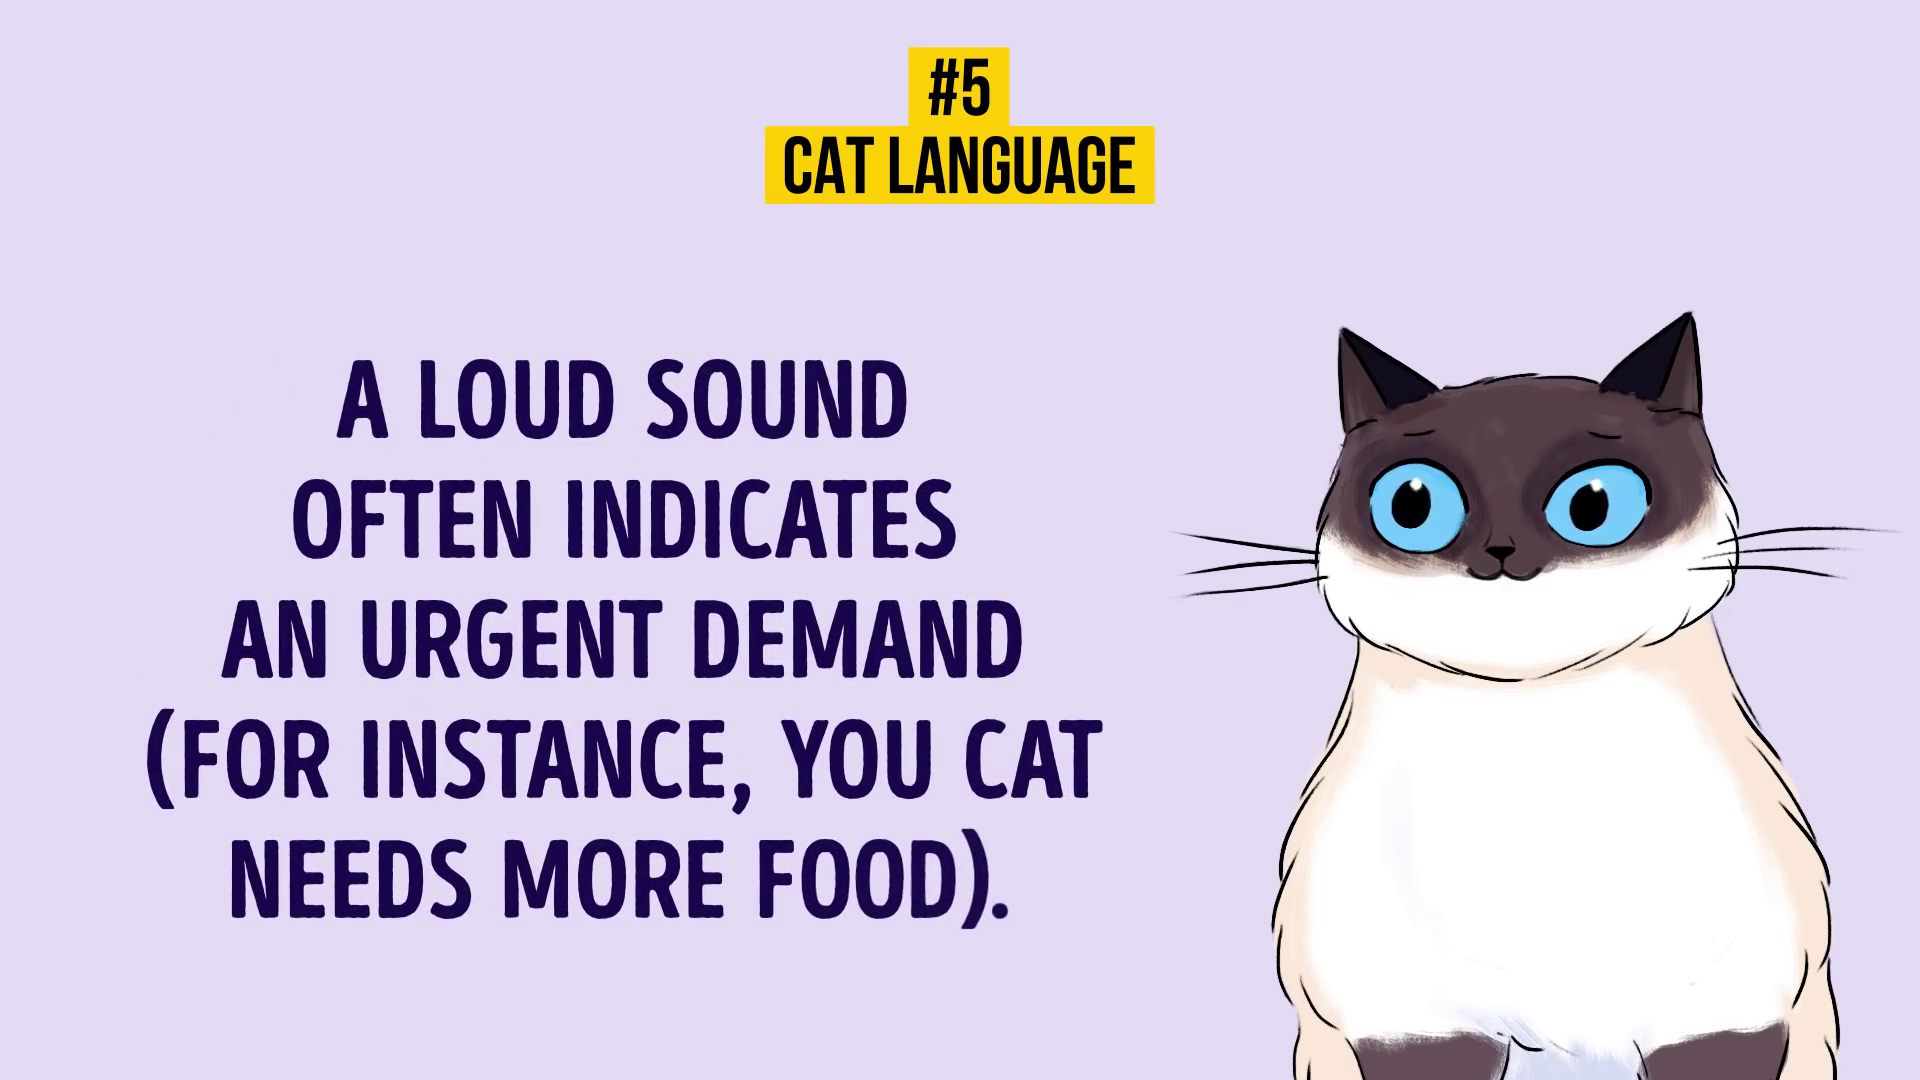 #5
CAT LANGUAGE
A LOUD SOUND
OFTEN INDICATES
AN URGENT DEMAND
(FOR INSTANCE, YOU CAT
NEEDS MORE FOOD).